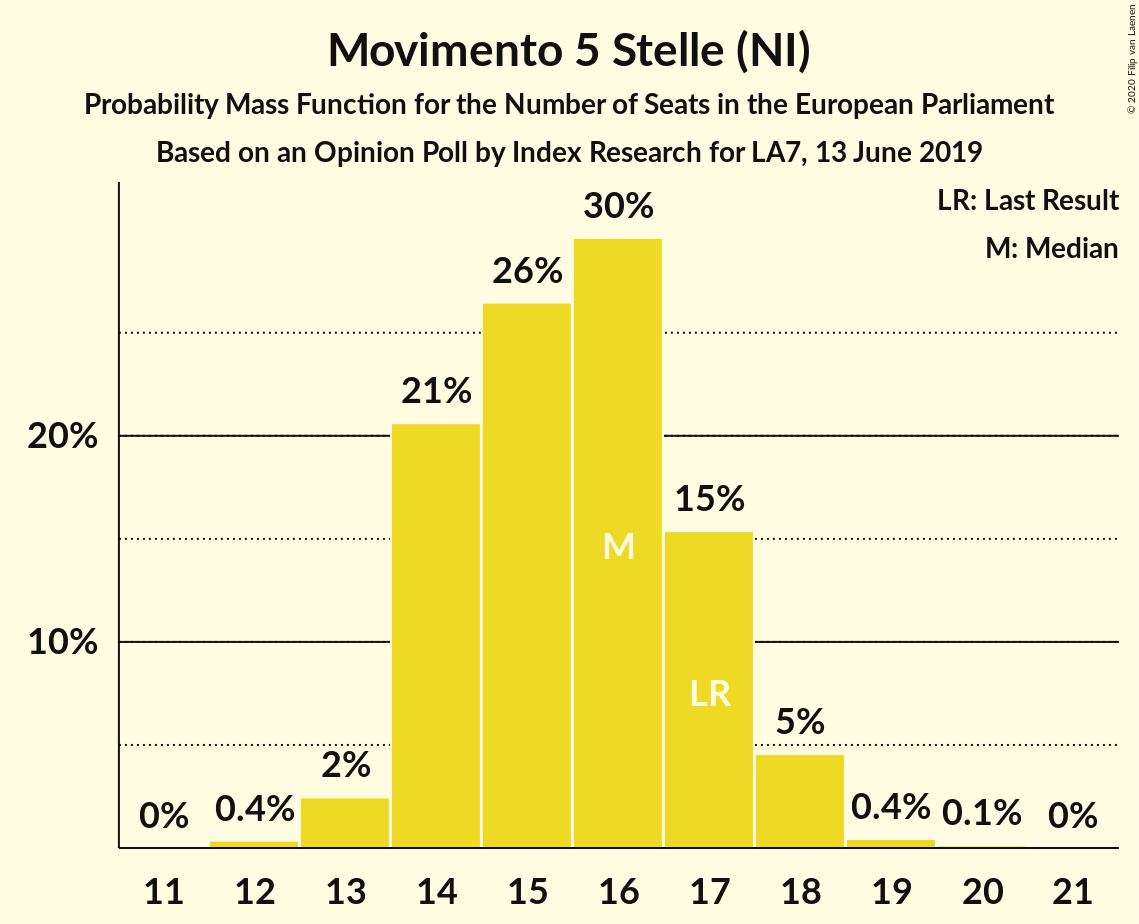 Movimento 5 Stelle (NI)
Probability Mass Function for the Number of Seats in the European Parliament
Based on an Opinion Poll by Index Research for LA7, 13 June 2019
© 2020 Filip van Laenen
LR: Last Result
M: Median
30%
26%
21%
20%
15%
M
10%
LR
5%
2%
0%
0.4%
0.4%
0.1%
0%
11 12 13 14 15 16 17 18 19 20 21